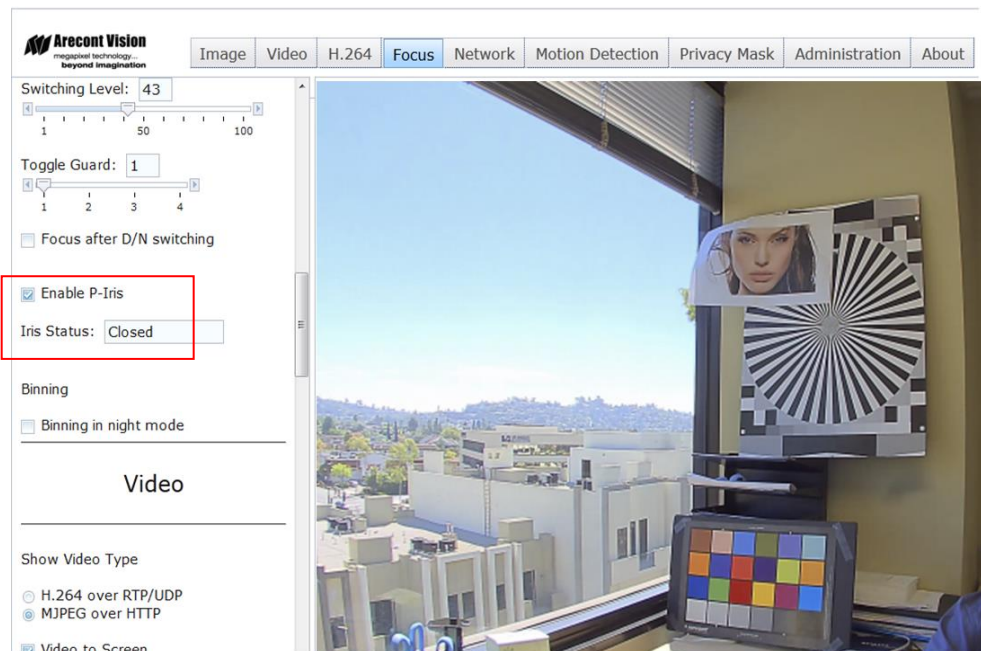 Arecont Vision
megapixel technology...
beyond imagination
Image Video H.264 Focus Network Motion Detection Privacy Mask Administration About
Switching Level: 43
1 50 100
Toggle Guard: 1
1 2 3 4
Focus after D/N switching
Enable P-Iris
Iris Status: Closed
Binning
Binning in night mode
Video
Show Video Type
H.264 over RTP/UDP
MJPEG over HTTP
Video to Screen